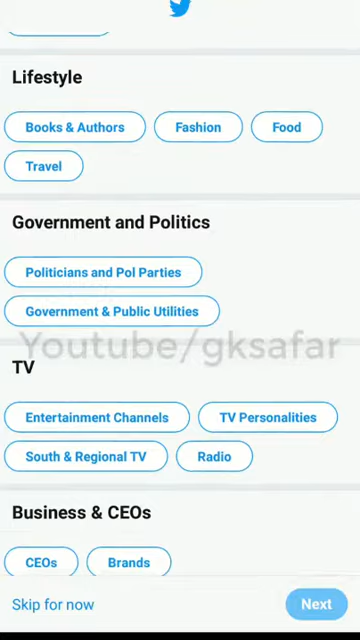 Lifestyle
Books & Authors Fashion Food
Travel
Government and Politics
Politicians and Pol Parties
Government & Public Utilities
Youtube/gksafar
TV
Entertainment Channels TV Personalities
South & Regional TV Radio
Business & CEOs
CEOs Brands
Skip for now Next